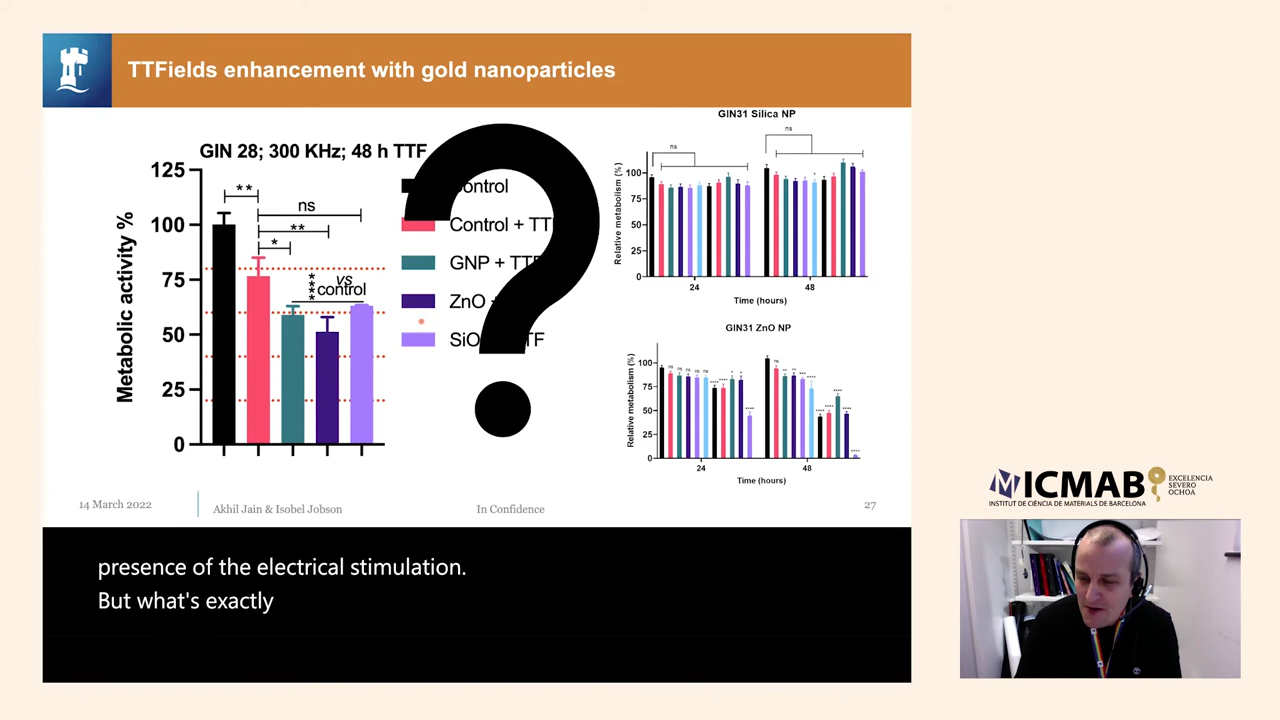 TTFields enhancement with gold nanoparticles
GIN 28; 300 KHz; 48 h TTF
Metabolic activity %
125
100
75
50
25
0
**
ns
**
*
****
vs
control
ontrol
Control + TT
GNP + TT
ZnO
SiO
TF
GIN31 Silica NP
Relative metabolism (%)
100
75
50
25
0
ns
ns
24
48
Time (hours)
GIN31 ZnO NP
Relative metabolism (%)
100
75
50
25
0
24
48
Time (hours)
14 March 2022
Akhil Jain & Isobel Jobson
In Confidence
27
presence of the electrical stimulation.
But what's exactly
ICMAB
INSTITUT DE CIÈNCIA DE MATERIALS DE BARCELONA
EXCELENCIA
SEVERO
OCHOA